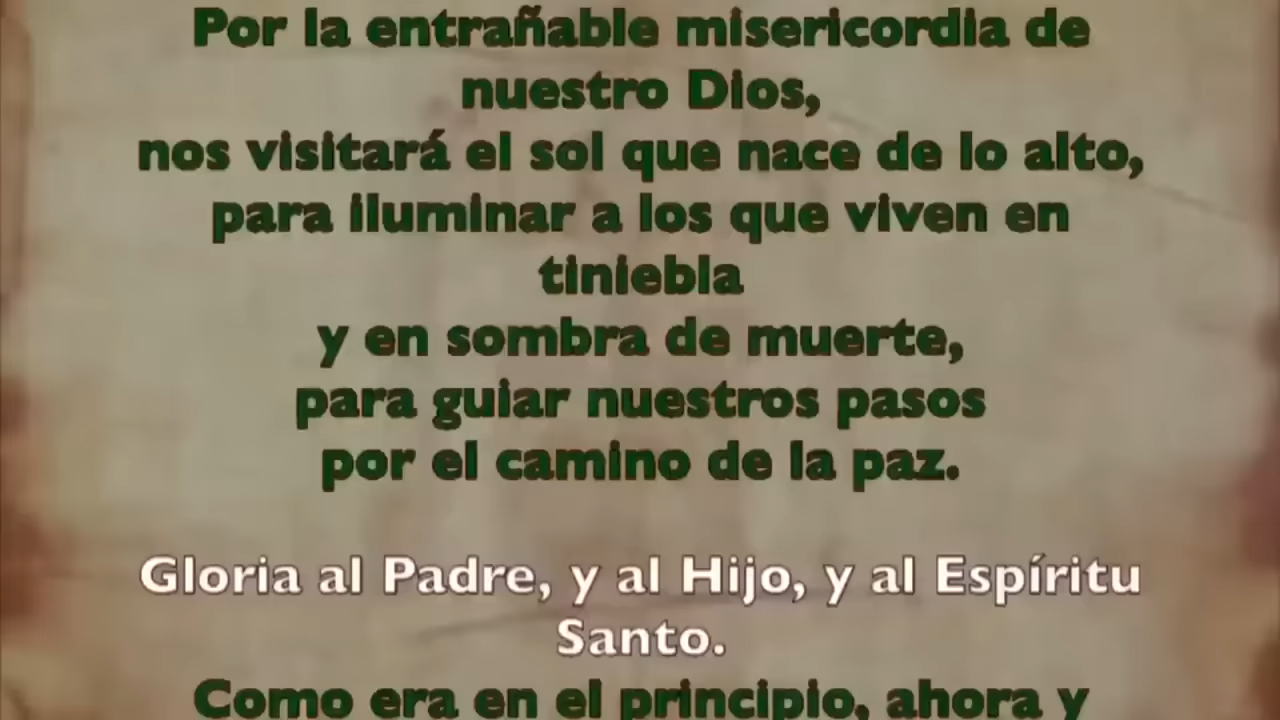 Por la entrañable misericordia de
nuestro Dios,
nos visitará el sol que nace de lo alto,
para iluminar a los que viven en
tiniebla
y en sombra de muerte,
para guiar nuestros pasos
por el camino de la paz.
Gloria al Padre, y al Hijo, y al Espíritu
Santo.
Como era en el principio, ahora y